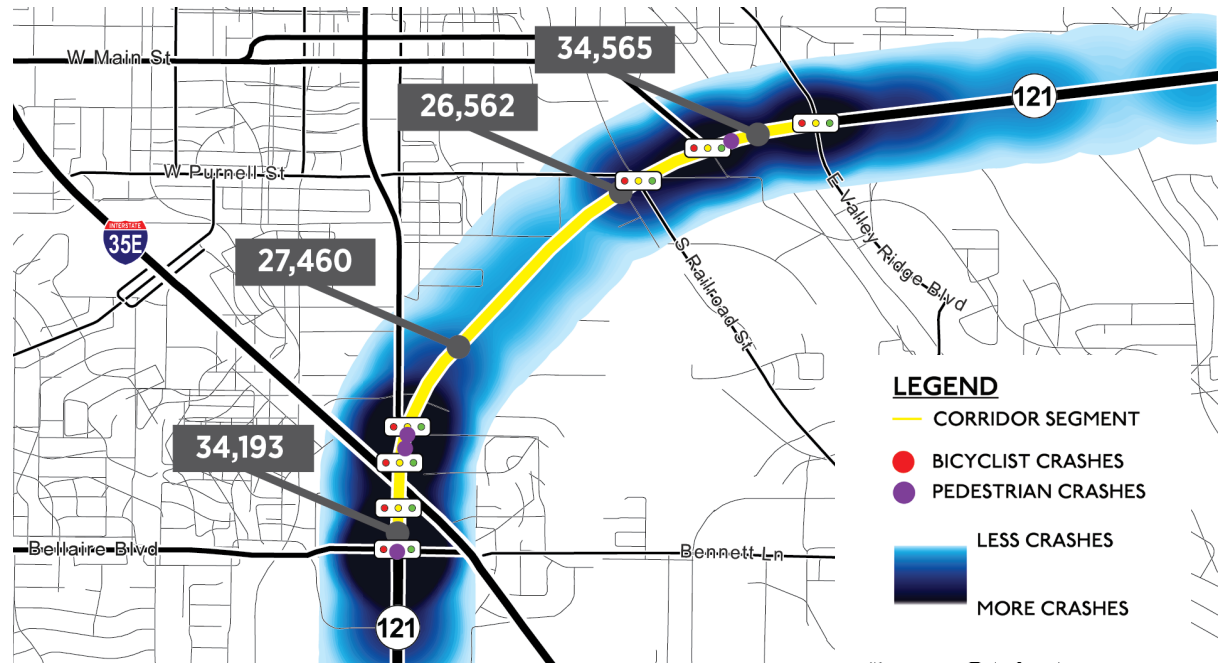 34,565
W Main St
26,562
121
W Purnell St
E Valley Ridge Blvd
INTERSTATE
35E
27,460
S Railroad St
LEGEND
CORRIDOR SEGMENT
34,193
BICYCLIST CRASHES
PEDESTRIAN CRASHES
Bellaire Blvd
Bennett Ln
LESS CRASHES
MORE CRASHES
121